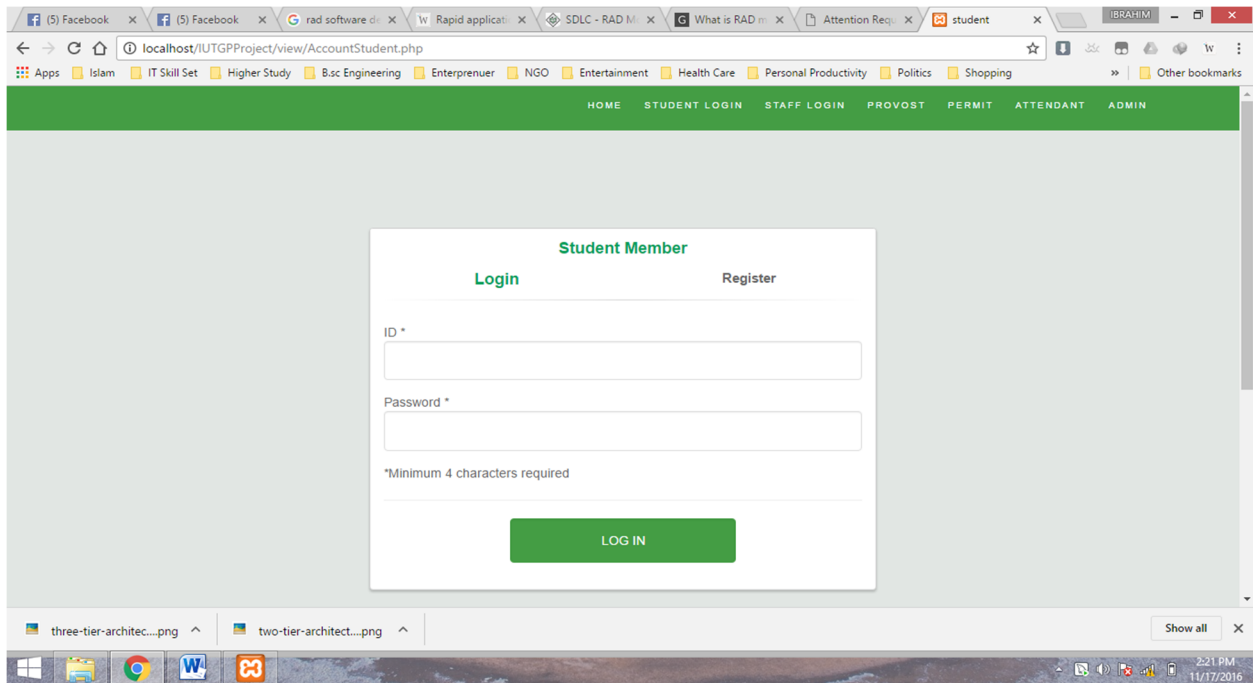 (5) Facebook (5) Facebook rad software de Rapid applicatio SDLC - RAD M What is RAD m Attention Requ student IBRAHIM
localhost/IUTGPProject/view/AccountStudent.php
Apps Islam IT Skill Set Higher Study B.sc Engineering Enterprenuer NGO Entertainment Health Care Personal Productivity Politics Shopping » Other bookmarks
HOME STUDENT LOGIN STAFF LOGIN PROVOST PERMIT ATTENDANT ADMIN
Student Member
Login Register
ID *
Password *
*Minimum 4 characters required
LOG IN
three-tier-architec....png two-tier-architect....png Show all
2:21 PM
11/17/2016